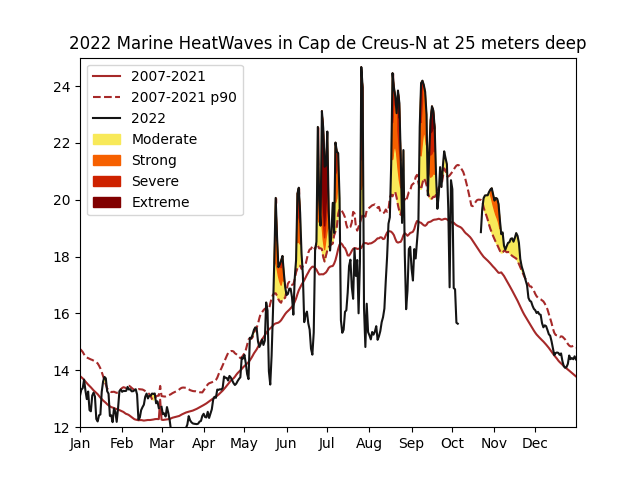 2022 Marine HeatWaves in Cap de Creus-N at 25 meters deep
2007-2021
2007-2021 p90
2022
Moderate
Strong
Severe
Extreme
24
22
20
18
16
14
12
Jan Feb Mar Apr May Jun Jul Aug Sep Oct Nov Dec